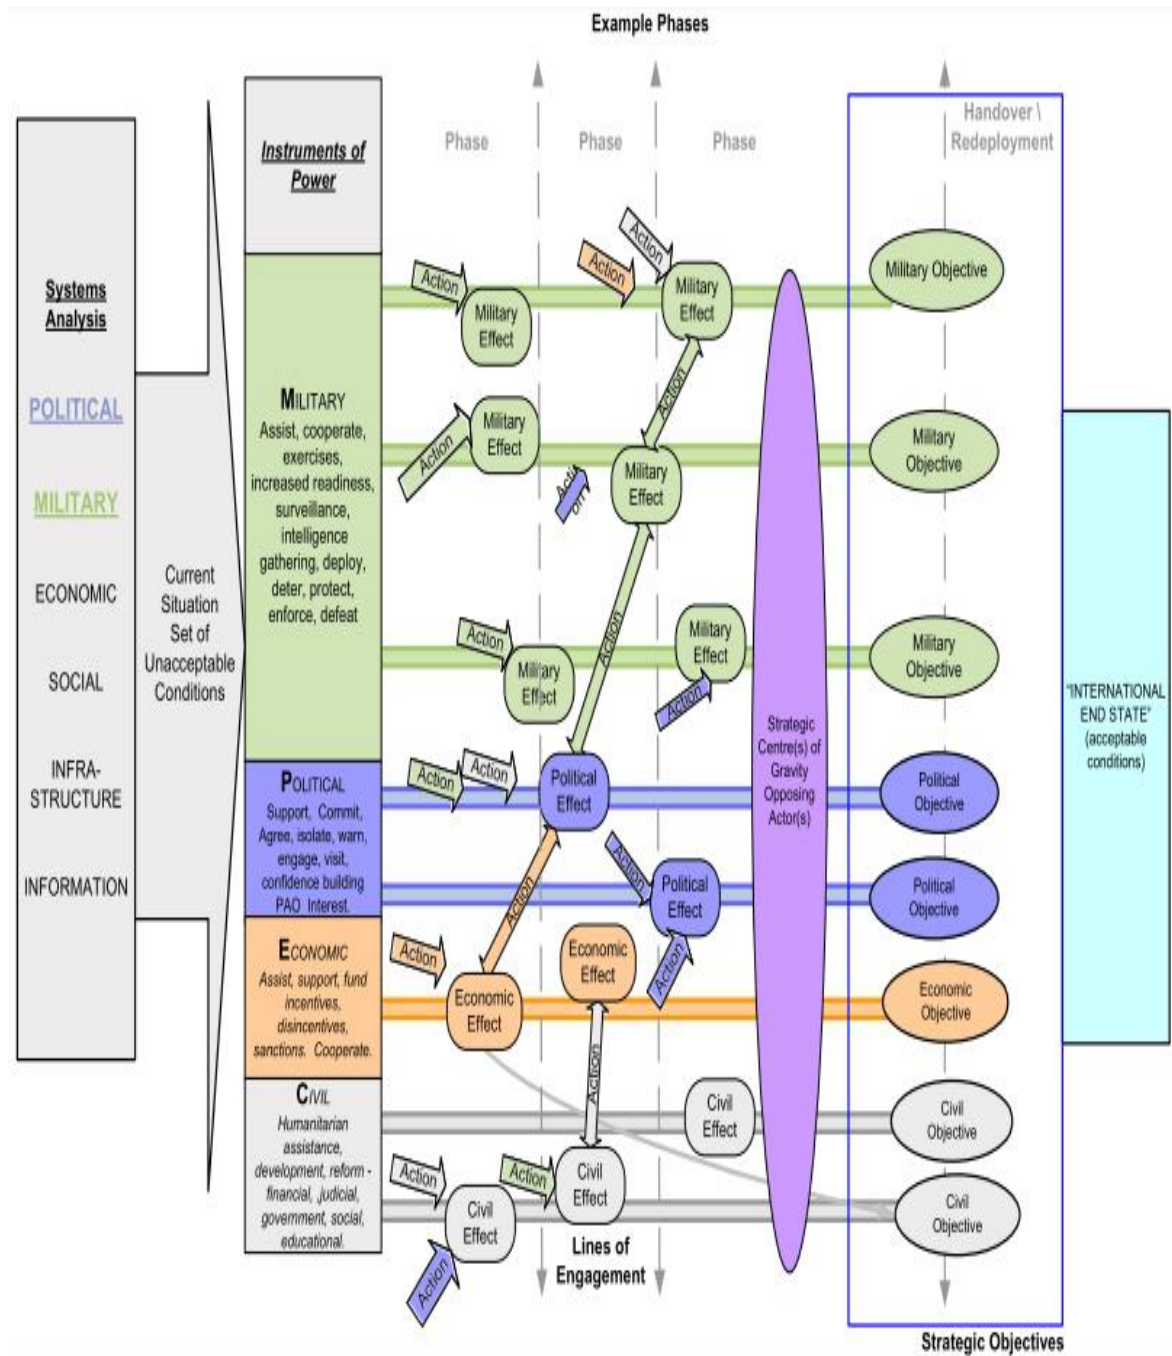 Example Phases
Handover \
Redeployment
Phase
Phase
Phase
Systems
Analysis
POLITICAL
MILITARY
ECONOMIC
SOCIAL
INFRA-
STRUCTURE
INFORMATION
Current
Situation
Set of
Unacceptable
Conditions
Instruments of
Power
MILITARY
Assist, cooperate,
exercises,
increased readiness,
surveillance,
intelligence
gathering, deploy,
deter, protect,
enforce, defeat
POLITICAL
Support, Commit,
Agree, isolate, warn,
engage, visit,
confidence building
PAO Interest.
ECONOMIC
Assist, support, fund
incentives,
disincentives,
sanctions. Cooperate.
CIVIL
Humanitarian
assistance,
development, reform -
financial, judicial,
government, social,
educational.
Action
Military
Effect
Action
Action
Military
Effect
Action
Action
Military
Effect
Acti
on
Military
Effect
Action
Action
Military
Effect
Action
Military
Effect
Action
Action
Political
Effect
Action
Action
Political
Effect
Action
Action
Economic
Effect
Economic
Effect
Action
Civil
Effect
Action
Civil
Effect
Action
Action
Civil
Effect
Action
Lines of
Engagement
Strategic
Centre(s) of
Gravity
Opposing
Actor(s)
Military Objective
Military
Objective
Military
Objective
Political
Objective
Political
Objective
Economic
Objective
Civil
Objective
Civil
Objective
Strategic Objectives
"INTERNATIONAL
END STATE"
(acceptable
conditions)